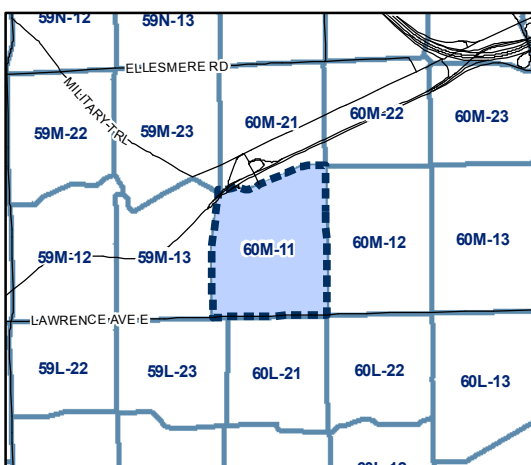 59N-12 59N-13
ELLESMERE RD
MILITARY TRL
59M-22 59M-23 60M-21 60M-22 60M-23
59M-12 59M-13 60M-11 60M-12 60M-13
LAWRENCE AVE E
59L-22 59L-23 60L-21 60L-22 60L-13